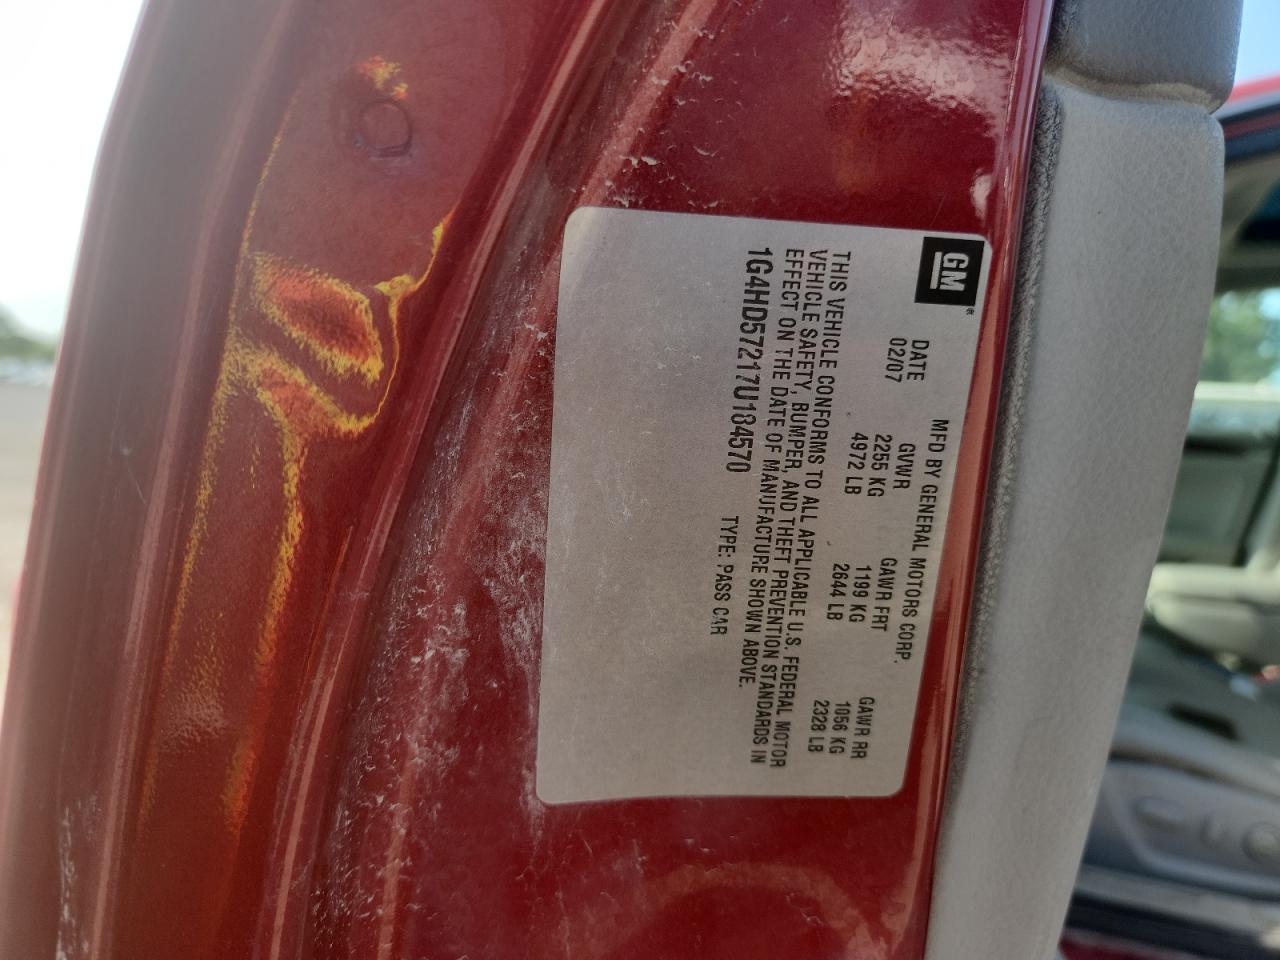 GM®
MFD BY GENERAL MOTORS CORP.
DATE GVWR GAWR FRT GAWR RR
02/07 2255 KG 1199 KG 1056 KG
4972 LB 2644 LB 2328 LB
THIS VEHICLE CONFORMS TO ALL APPLICABLE U.S. FEDERAL MOTOR
VEHICLE SAFETY, BUMPER, AND THEFT PREVENTION STANDARDS IN
EFFECT ON THE DATE OF MANUFACTURE SHOWN ABOVE.
1G4HD57217U184570 TYPE: PASS CAR